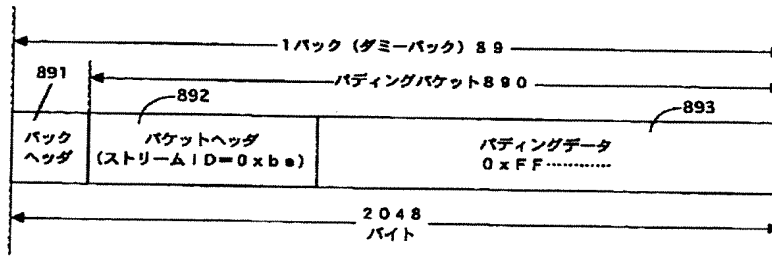 1パック (ダミーパック) 89
パディングパケット890
891
892
893
パック
ヘッダ
パケットヘッダ
(ストリームID=0xbe)
パディングデータ
0xFF…………
2048
バイト